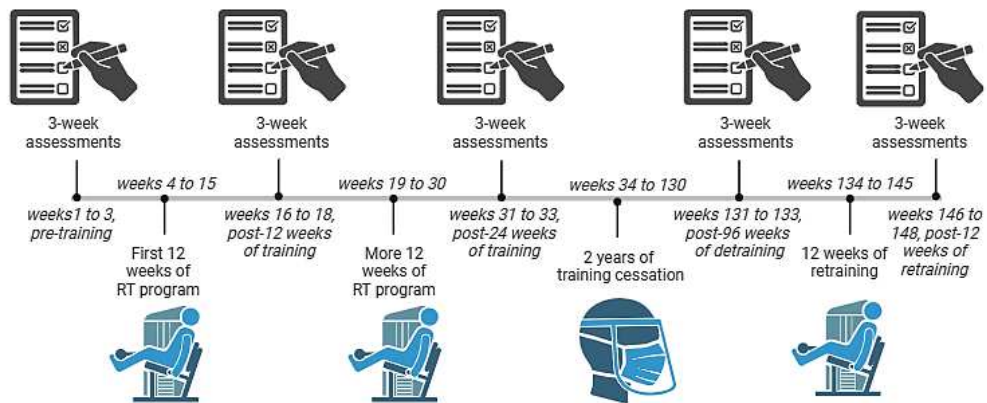 3-week
assessments
3-week
assessments
3-week
assessments
3-week
assessments
3-week
assessments
weeks 4 to 15
weeks 19 to 30
weeks 34 to 130
weeks 134 to 145
weeks1 to 3,
pre-training
First 12
weeks of
RT program
weeks 16 to 18,
post-12 weeks
of training
More 12
weeks of
RT program
weeks 31 to 33,
post-24 weeks
of training
2 years of
training cessation
weeks 131 to 133,
post-96 weeks
of detraining
12 weeks of
retraining
weeks 146 to
148, post-12
weeks of
retraining